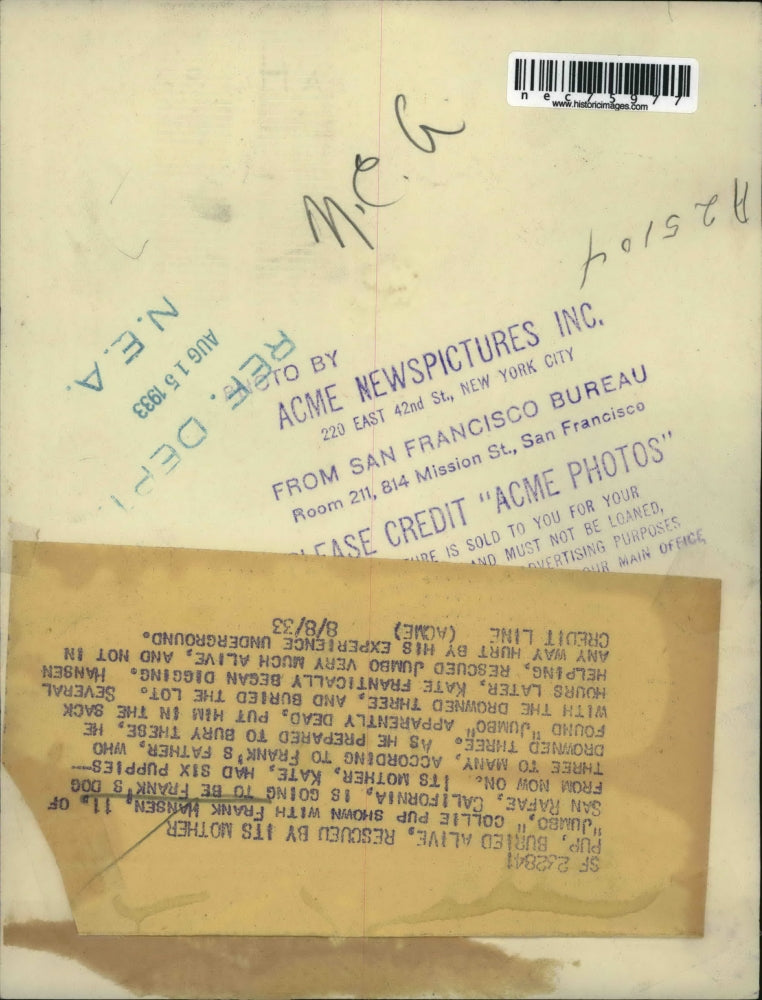 nec75977
www.historicimages.com
N.E.A
A25104
N.E.A.
AUG 15 1933
REF. DEPT.
PHOTO BY
ACME NEWSPICTURES INC.
220 EAST 42nd St., NEW YORK CITY
FROM SAN FRANCISCO BUREAU
Room 211, 814 Mission St., San Francisco
PLEASE CREDIT "ACME PHOTOS"
IS SOLD TO YOU FOR YOUR
AND MUST NOT BE LOANED,
ADVERTISING PURPOSES
OUR MAIN OFFICE,
SF 232841
PUP, BURIED ALIVE, RESCUED BY ITS MOTHER
"JUMBO," COLLIE PUP SHOWN WITH FRANK HANSEN, 11, OF
SAN RAFAE, CALIFORNIA, IS GOING TO BE FRANK'S DOG
FROM NOW ON. ITS MOTHER, KATE, HAD SIX PUPPIES--
THREE TO MANY, ACCORDING TO FRANK'S FATHER, WHO
DROWNED THREE. AS HE PREPARED TO BURY THESE, HE
FOUND "JUMBO" APPARENTLY DEAD, PUT HIM IN THE SACK
WITH THE DROWNED THREE, AND BURIED THE LOT. SEVERAL
HOURS LATER, KATE FRANTICALLY BEGAN DIGGING. HANSEN
HELPING, RESCUED JUMBO VERY MUCH ALIVE, AND NOT IN
ANY WAY HURT BY HIS EXPERIENCE UNDERGROUND.
CREDIT LINE (ACME) 8/8/33